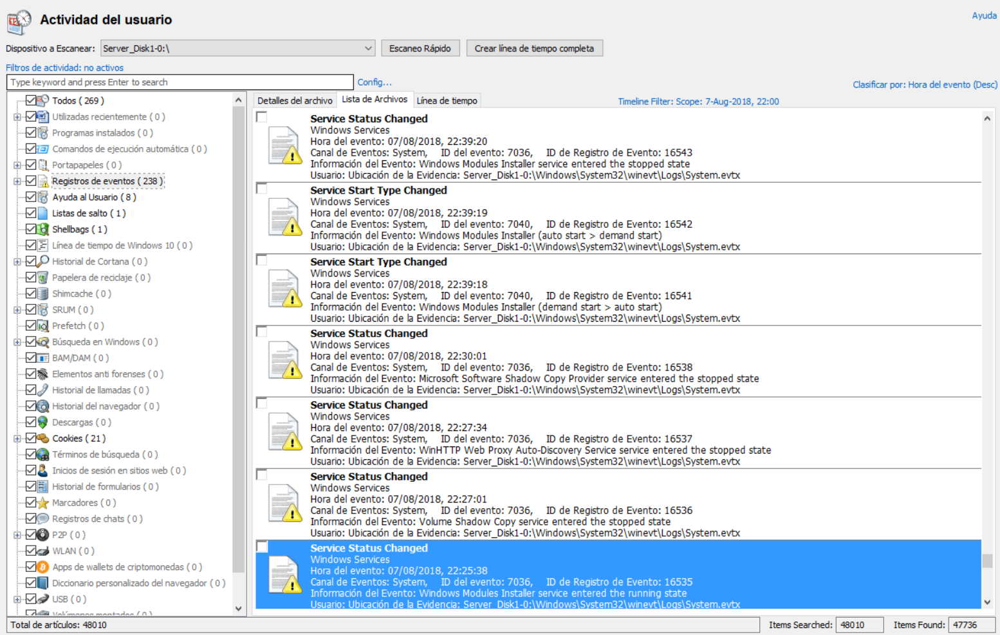 Actividad del usuario
Ayuda
Dispositivo a Escanear: Server_Disk1-0:\ Escaneo Rápido Crear línea de tiempo completa
Filtros de actividad: no activos
Type keyword and press Enter to search Config...
Clasificar por: Hora del evento (Desc)
Todos ( 269 )
Utilizadas recientemente ( 0 )
Programas instalados ( 0 )
Comandos de ejecución automática ( 0 )
Portapapeles ( 0 )
Registros de eventos ( 238 )
Ayuda al Usuario ( 8 )
Listas de salto ( 1 )
Shellbags ( 1 )
Línea de tiempo de Windows 10 ( 0 )
Historial de Cortana ( 0 )
Papelera de reciclaje ( 0 )
Shimcache ( 0 )
SRUM ( 0 )
Prefetch ( 0 )
Búsqueda en Windows ( 0 )
BAM/DAM ( 0 )
Elementos anti forenses ( 0 )
Historial de llamadas ( 0 )
Historial del navegador ( 0 )
Descargas ( 0 )
Cookies ( 21 )
Términos de búsqueda ( 0 )
Inicios de sesión en sitios web ( 0 )
Historial de formularios ( 0 )
Marcadores ( 0 )
Registros de chats ( 0 )
P2P ( 0 )
WLAN ( 0 )
Apps de wallets de criptomonedas ( 0 )
Diccionario personalizado del navegador ( 0 )
USB ( 0 )
Volúmenes montados ( 0 )
Detalles del archivo Lista de Archivos Línea de tiempo
Timeline Filter: Scope: 7-Aug-2018, 22:00
Service Status Changed
Windows Services
Hora del evento: 07/08/2018, 22:39:20
Canal de Eventos: System, ID del evento: 7036, ID de Registro de Evento: 16543
Información del Evento: Windows Modules Installer service entered the stopped state
Usuario: Ubicación de la Evidencia: Server_Disk1-0:\Windows\System32\winevt\Logs\System.evtx
Service Start Type Changed
Windows Services
Hora del evento: 07/08/2018, 22:39:19
Canal de Eventos: System, ID del evento: 7040, ID de Registro de Evento: 16542
Información del Evento: Windows Modules Installer (auto start > demand start)
Usuario: Ubicación de la Evidencia: Server_Disk1-0:\Windows\System32\winevt\Logs\System.evtx
Service Start Type Changed
Windows Services
Hora del evento: 07/08/2018, 22:39:18
Canal de Eventos: System, ID del evento: 7040, ID de Registro de Evento: 16541
Información del Evento: Windows Modules Installer (demand start > auto start)
Usuario: Ubicación de la Evidencia: Server_Disk1-0:\Windows\System32\winevt\Logs\System.evtx
Service Status Changed
Windows Services
Hora del evento: 07/08/2018, 22:30:01
Canal de Eventos: System, ID del evento: 7036, ID de Registro de Evento: 16538
Información del Evento: Microsoft Software Shadow Copy Provider service entered the stopped state
Usuario: Ubicación de la Evidencia: Server_Disk1-0:\Windows\System32\winevt\Logs\System.evtx
Service Status Changed
Windows Services
Hora del evento: 07/08/2018, 22:27:34
Canal de Eventos: System, ID del evento: 7036, ID de Registro de Evento: 16537
Información del Evento: WinHTTP Web Proxy Auto-Discovery Service service entered the stopped state
Usuario: Ubicación de la Evidencia: Server_Disk1-0:\Windows\System32\winevt\Logs\System.evtx
Service Status Changed
Windows Services
Hora del evento: 07/08/2018, 22:27:01
Canal de Eventos: System, ID del evento: 7036, ID de Registro de Evento: 16536
Información del Evento: Volume Shadow Copy service entered the stopped state
Usuario: Ubicación de la Evidencia: Server_Disk1-0:\Windows\System32\winevt\Logs\System.evtx
Service Status Changed
Windows Services
Hora del evento: 07/08/2018, 22:25:38
Canal de Eventos: System, ID del evento: 7036, ID de Registro de Evento: 16535
Información del Evento: Windows Modules Installer service entered the running state
Usuario: Ubicación de la Evidencia: Server_Disk1-0:\Windows\System32\winevt\Logs\System.evtx
Total de artículos: 48010 Items Searched: 48010 Items Found: 47736